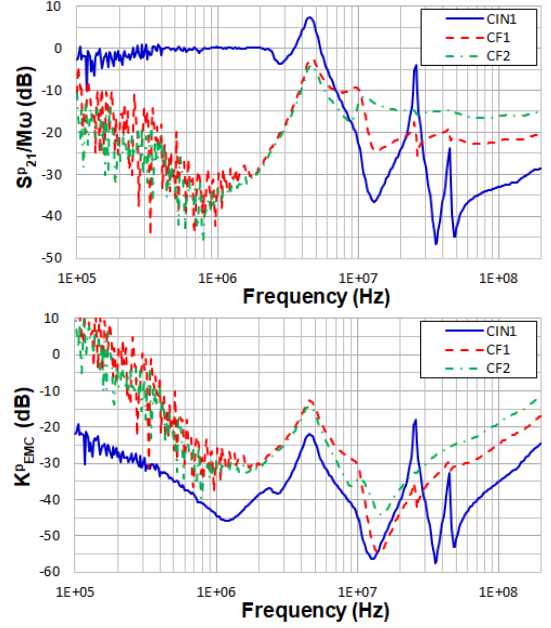 10
0
-10
-20
-30
-40
-50
S^p_21/Mω (dB)
CIN1
CF1
CF2
1E+05
1E+06
1E+07
1E+08
Frequency (Hz)
10
0
-10
-20
-30
-40
-50
-60
K^p_EMC (dB)
CIN1
CF1
CF2
1E+05
1E+06
1E+07
1E+08
Frequency (Hz)